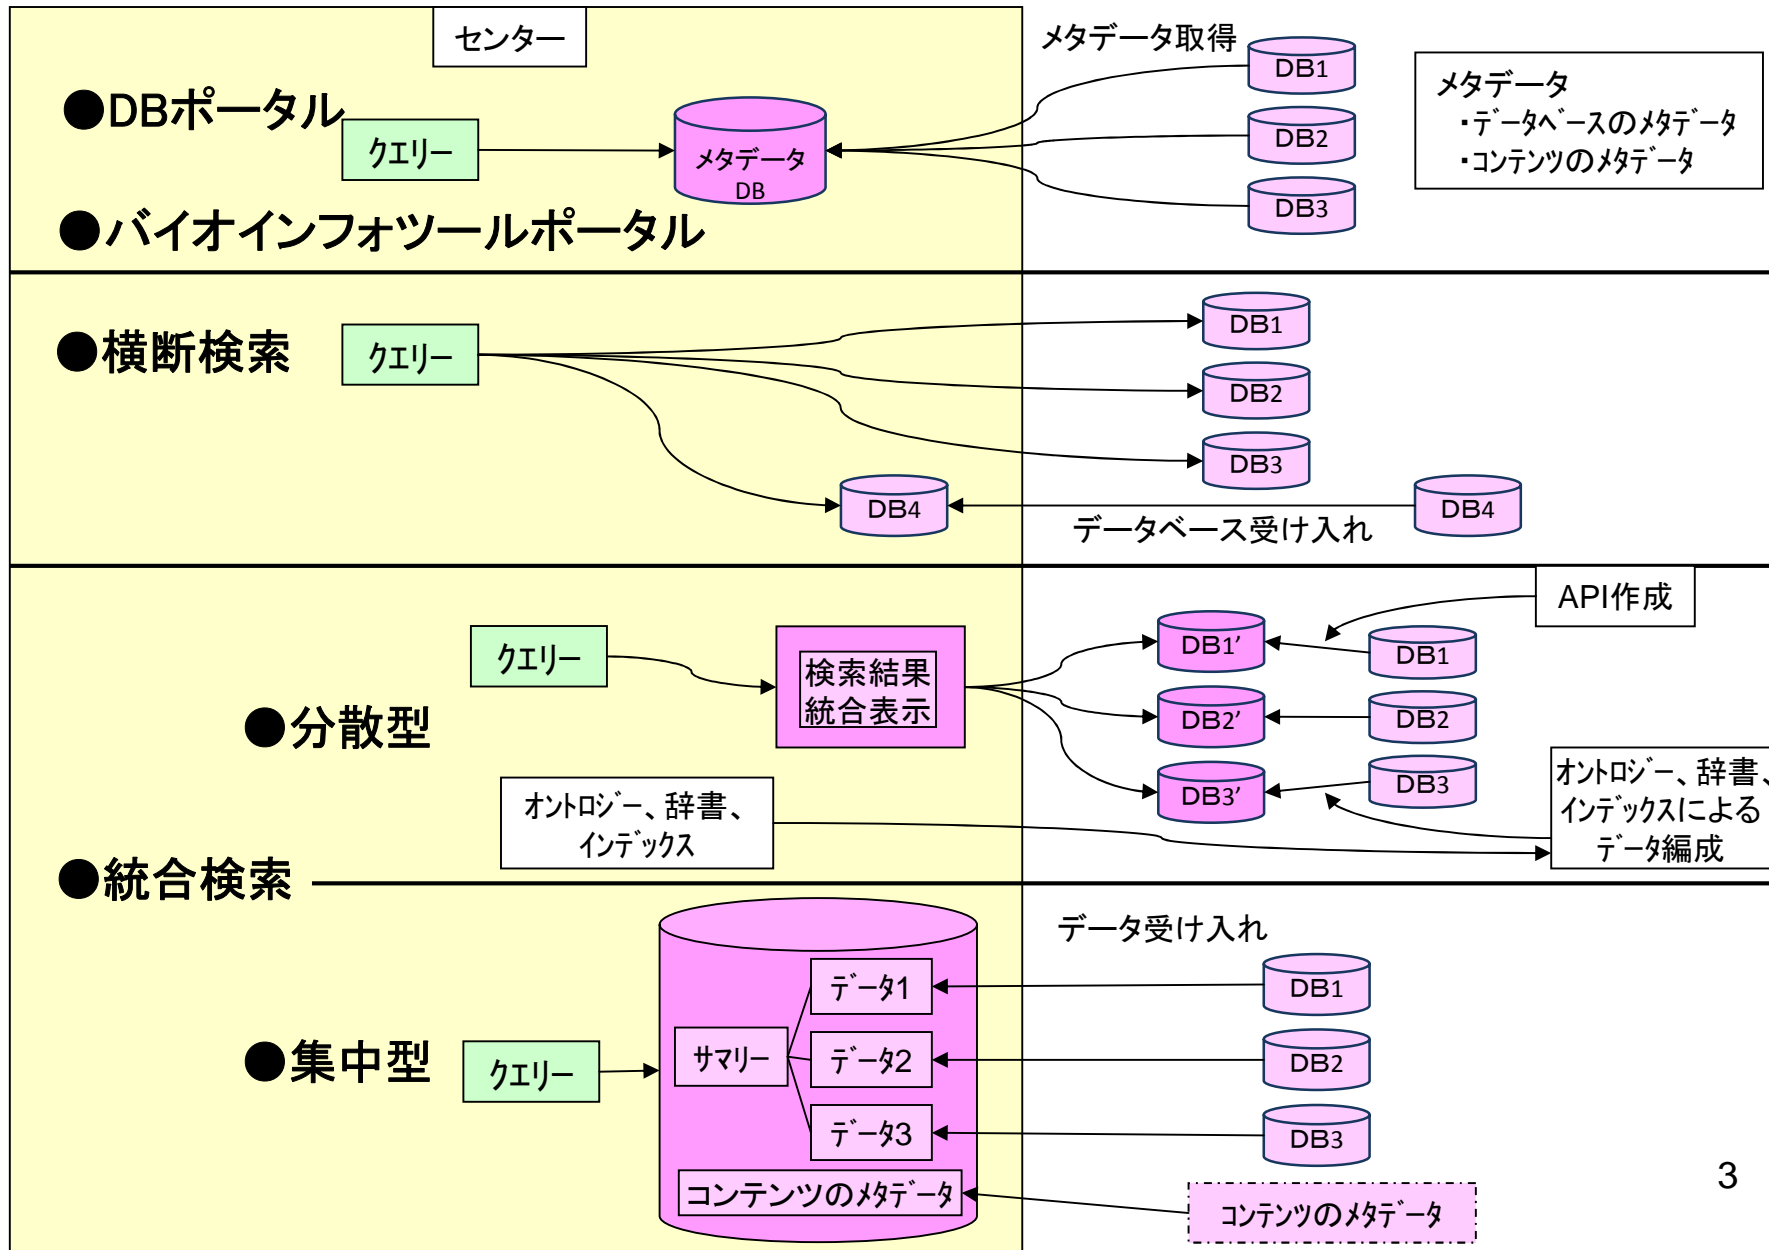 センター
メタデータ取得
DB1
メタデータ
・データベースのメタデータ
・コンテンツのメタデータ
●DBポータル
クエリー
メタデータ
DB
DB2
DB3
●バイオインフォツールポータル
●横断検索
クエリー
DB1
DB2
DB3
DB4
DB4
データベース受け入れ
API作成
クエリー
検索結果
統合表示
DB1’
DB1
DB2’
DB2
DB3’
DB3
●分散型
オントロジー、辞書、
インデックス
オントロジー、辞書、
インデックスによる
データ編成
●統合検索
データ受け入れ
データ1
DB1
●集中型
クエリー
サマリー
データ2
DB2
データ3
DB3
コンテンツのメタデータ
コンテンツのメタデータ
3